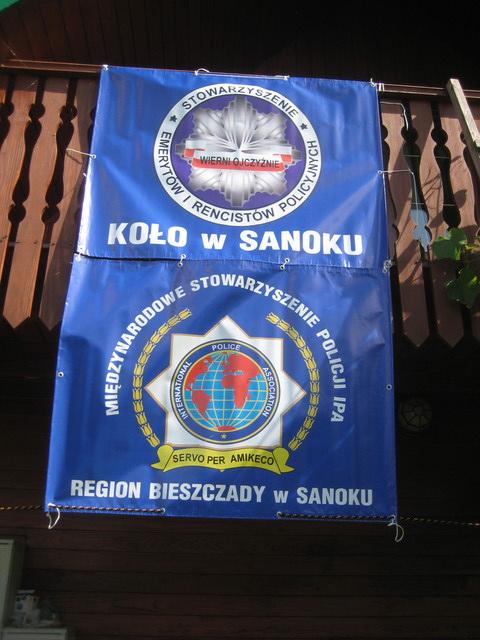 STOWARZYSZENIE
EMERYTÓW I RENCISTÓW POLICYJNYCH
WIERNI OJCZYŹNIE
KOŁO w SANOKU
MIĘDZYNARODOWE STOWARZYSZENIE POLICJI IPA
INTERNATIONAL POLICE ASSOCIATION
SERVO PER AMIKECO
REGION BIESZCZADY w SANOKU